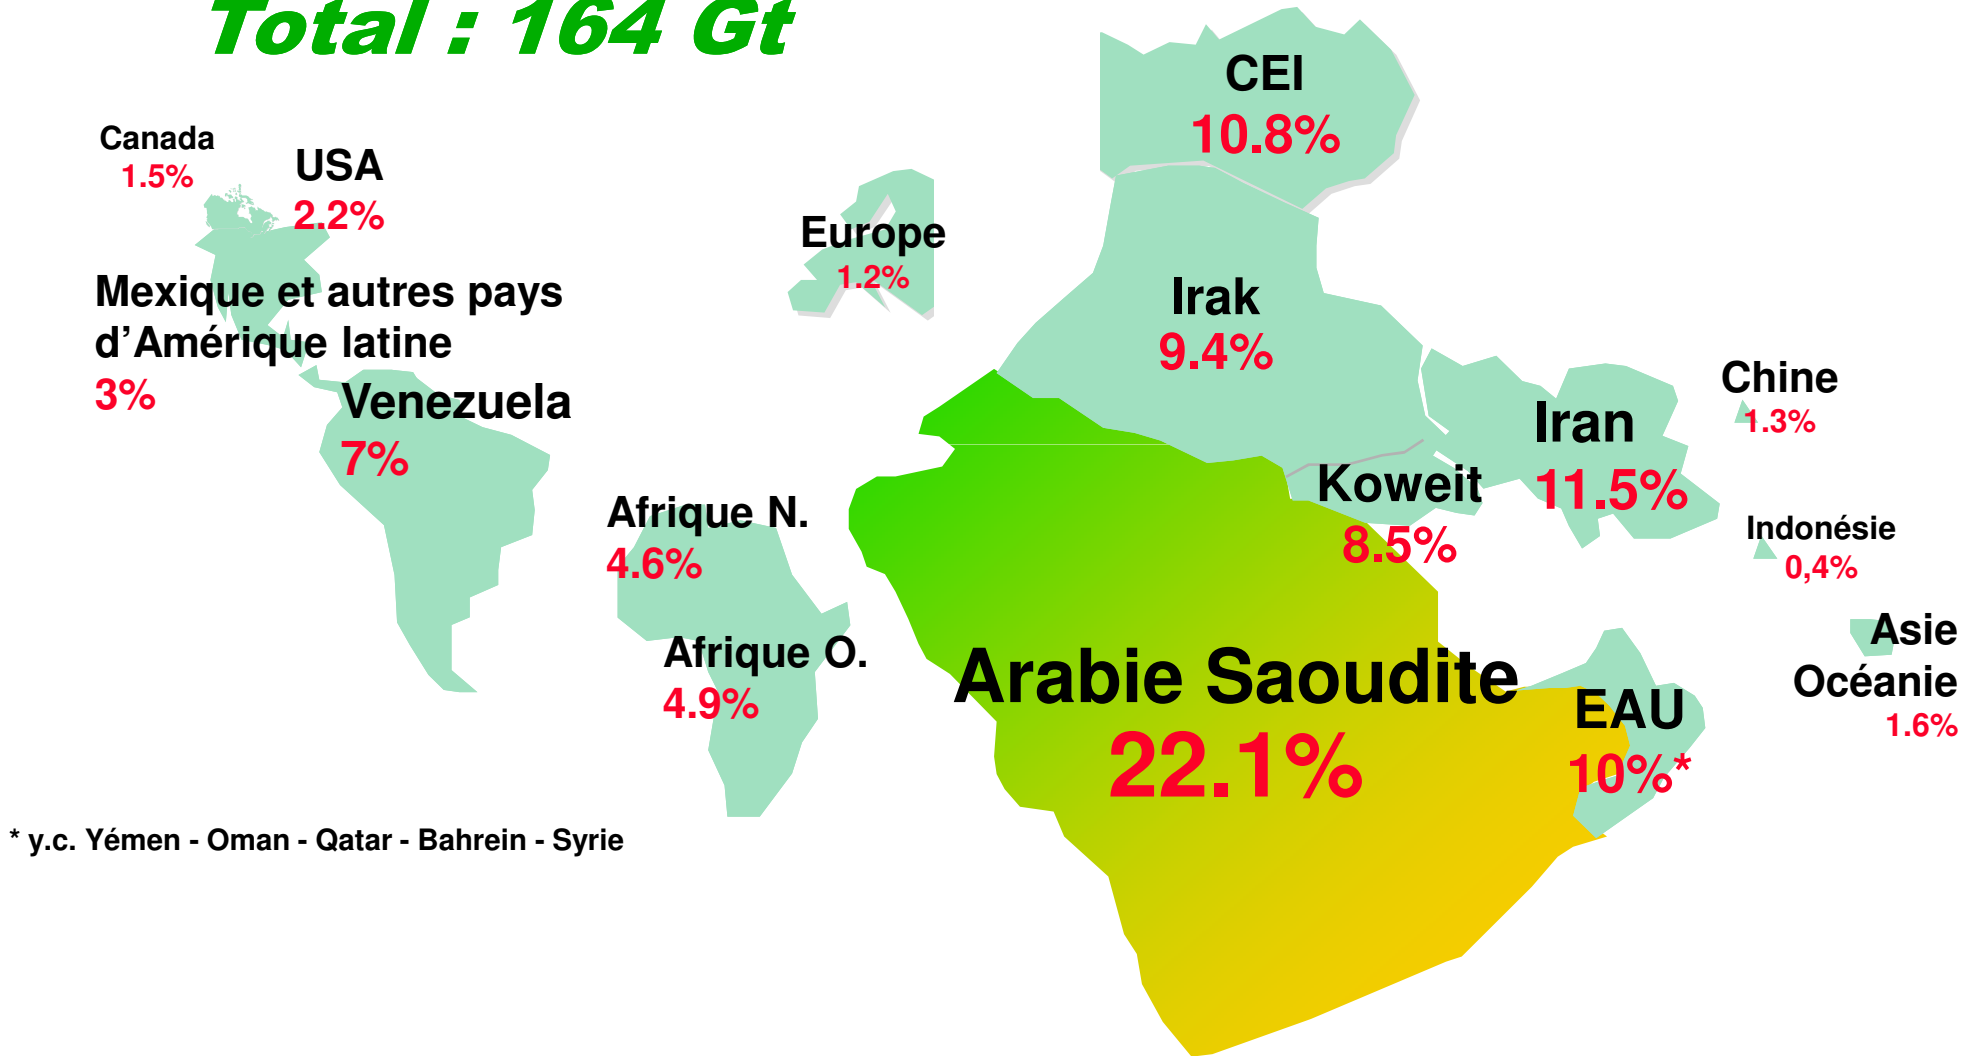 Total : 164 Gt
CEI
10.8%
Canada
1.5%
USA
2.2%
Europe
1.2%
Mexique et autres pays
d’Amérique latine
3%
Irak
9.4%
Venezuela
7%
Chine
1.3%
Iran
11.5%
Koweit
8.5%
Afrique N.
4.6%
Indonésie
0,4%
Afrique O.
4.9%
Arabie Saoudite
22.1%
EAU
10%*
Asie
Océanie
1.6%
* y.c. Yémen - Oman - Qatar - Bahrein - Syrie